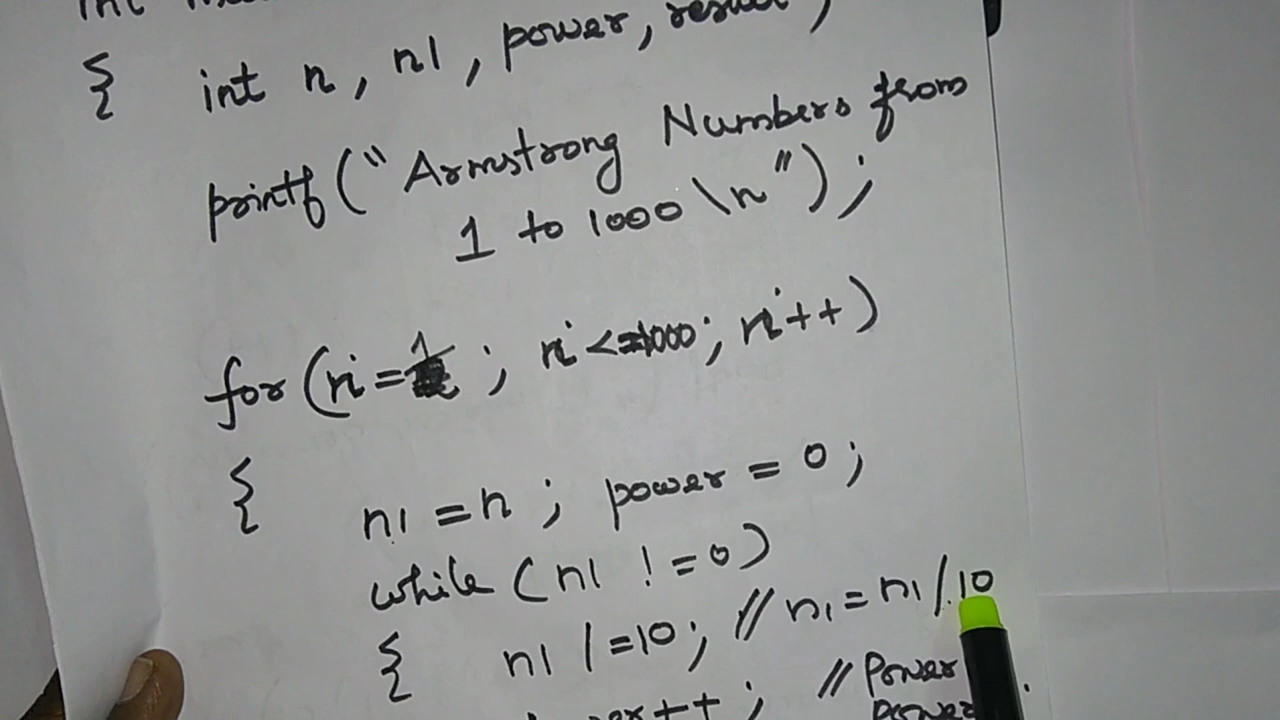 int
{ int n, n1, power, result;
printf("Armstrong Numbers from
1 to 1000 \n");
for(n=1; n<=1000; n++)
{ n1=n; power=0;
while(n1 !=0)
{ n1 /=10; // n1=n1/10
++; // Power